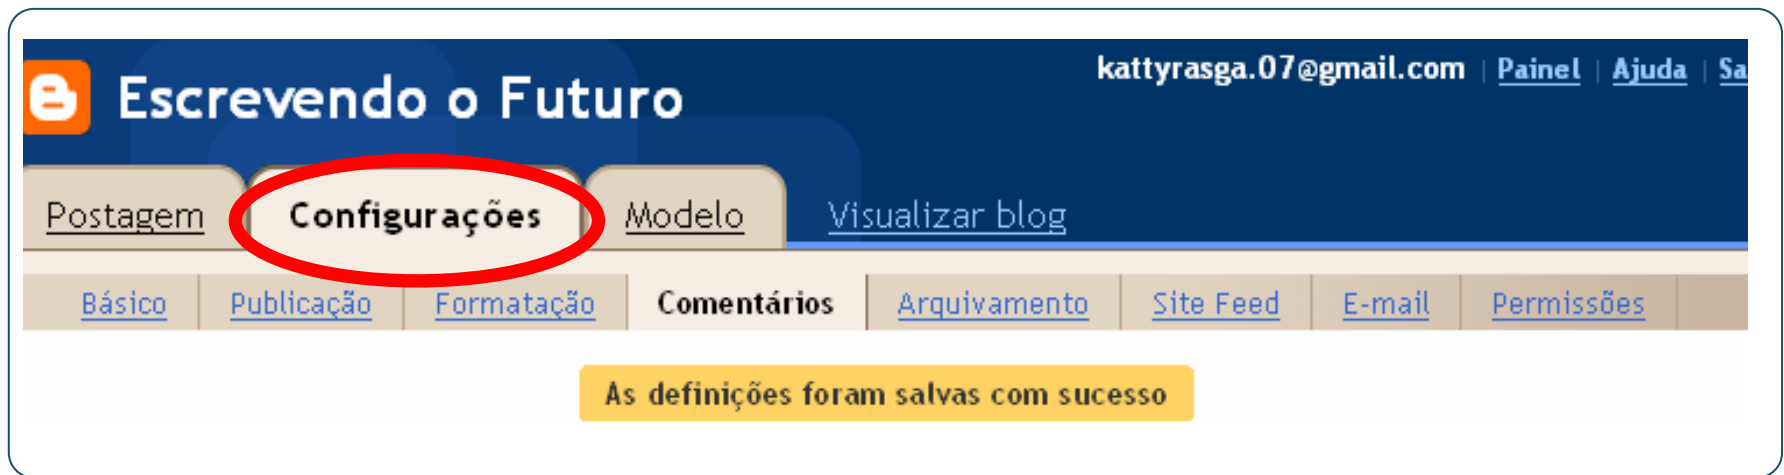 kattyrasga.07@gmail.com | Painel | Ajuda | Sa
Escrevendo o Futuro
Postagem Configurações Modelo Visualizar blog
Básico Publicação Formatação Comentários Arquivamento Site Feed E-mail Permissões
As definições foram salvas com sucesso